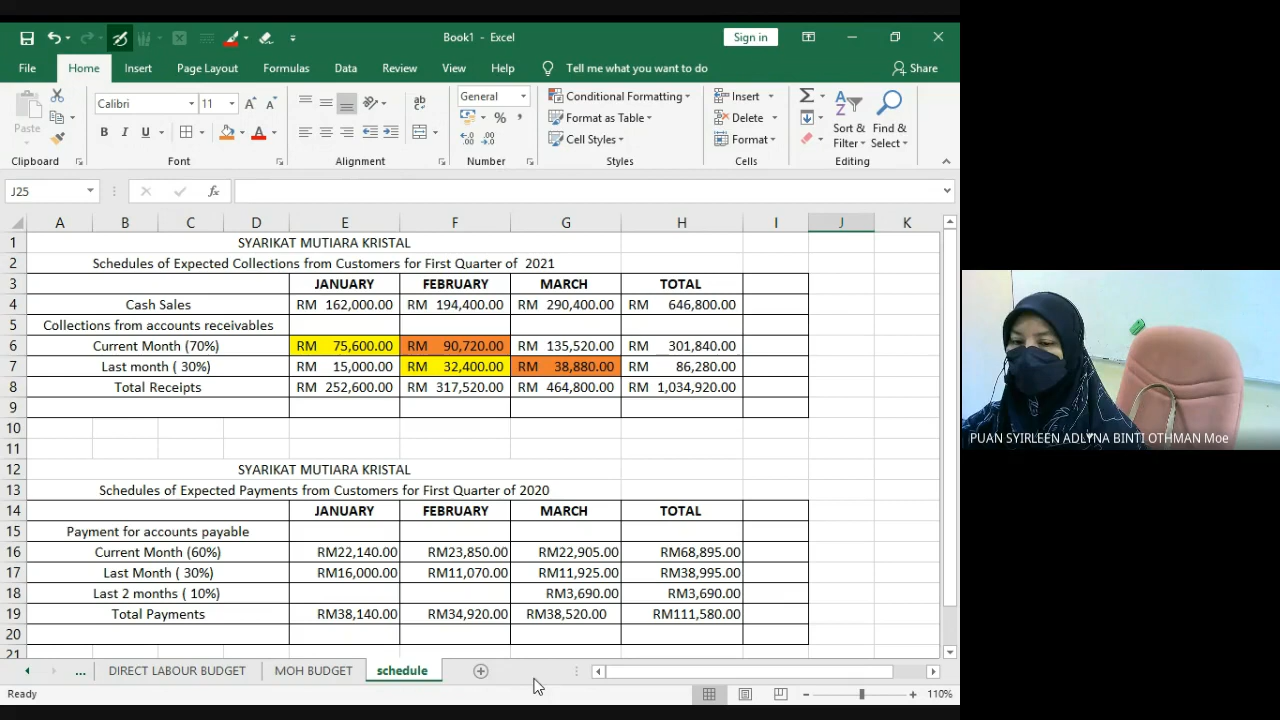 Book1 - Excel
Sign in
File Home Insert Page Layout Formulas Data Review View Help Tell me what you want to do Share
Paste
Calibri 11
B I U A
ab
General
% ,
Conditional Formatting
Format as Table
Cell Styles
Insert
Delete
Format
Sort & Filter
Find & Select
Clipboard Font Alignment Number Styles Cells Editing
J25 fx
A B C D E F G H I J K
1 SYARIKAT MUTIARA KRISTAL
2 Schedules of Expected Collections from Customers for First Quarter of 2021
3 JANUARY FEBRUARY MARCH TOTAL
4 Cash Sales RM 162,000.00 RM 194,400.00 RM 290,400.00 RM 646,800.00
5 Collections from accounts receivables
6 Current Month (70%) RM 75,600.00 RM 90,720.00 RM 135,520.00 RM 301,840.00
7 Last month ( 30%) RM 15,000.00 RM 32,400.00 RM 38,880.00 RM 86,280.00
8 Total Receipts RM 252,600.00 RM 317,520.00 RM 464,800.00 RM 1,034,920.00
9
10
11
12 SYARIKAT MUTIARA KRISTAL
13 Schedules of Expected Payments from Customers for First Quarter of 2020
14 JANUARY FEBRUARY MARCH TOTAL
15 Payment for accounts payable
16 Current Month (60%) RM22,140.00 RM23,850.00 RM22,905.00 RM68,895.00
17 Last Month ( 30%) RM16,000.00 RM11,070.00 RM11,925.00 RM38,995.00
18 Last 2 months ( 10%) RM3,690.00 RM3,690.00
19 Total Payments RM38,140.00 RM34,920.00 RM38,520.00 RM111,580.00
20
21
... DIRECT LABOUR BUDGET MOH BUDGET schedule
Ready 110%
PUAN SYIRLEEN ADLYNA BINTI OTHMAN Moe